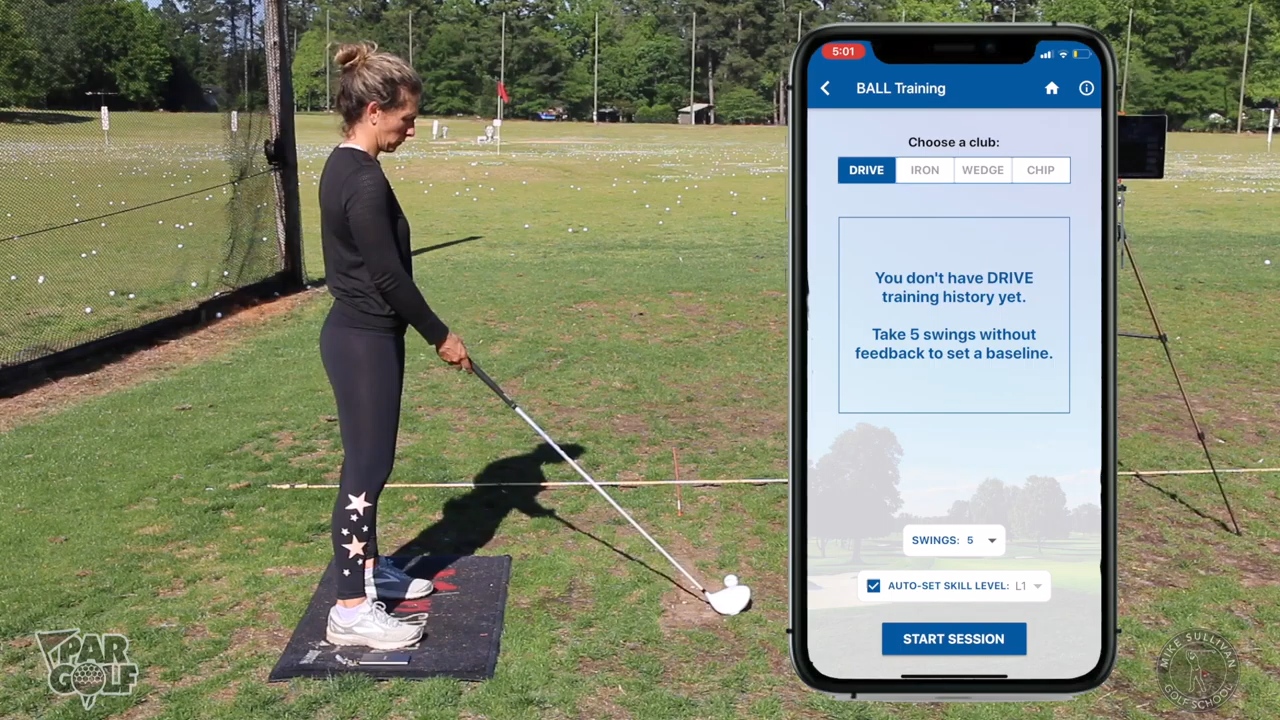 5:01
BALL Training
Choose a club:
DRIVE IRON WEDGE CHIP
You don't have DRIVE
training history yet.
Take 5 swings without
feedback to set a baseline.
SWINGS: 5
AUTO-SET SKILL LEVEL: L1
START SESSION
PAR
GOLF
MIKE SULLIVAN
GOLF SCHOOL